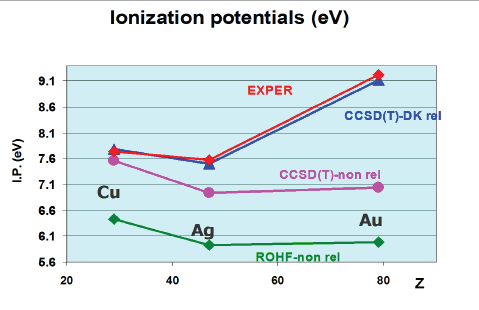 Ionization potentials (eV)
I.P. (eV)
9.1
8.6
8.1
7.6
7.1
6.6
6.1
5.6
EXPER
CCSD(T)-DK rel
CCSD(T)-non rel
Cu
Ag
Au
ROHF-non rel
20
40
60
80
Z